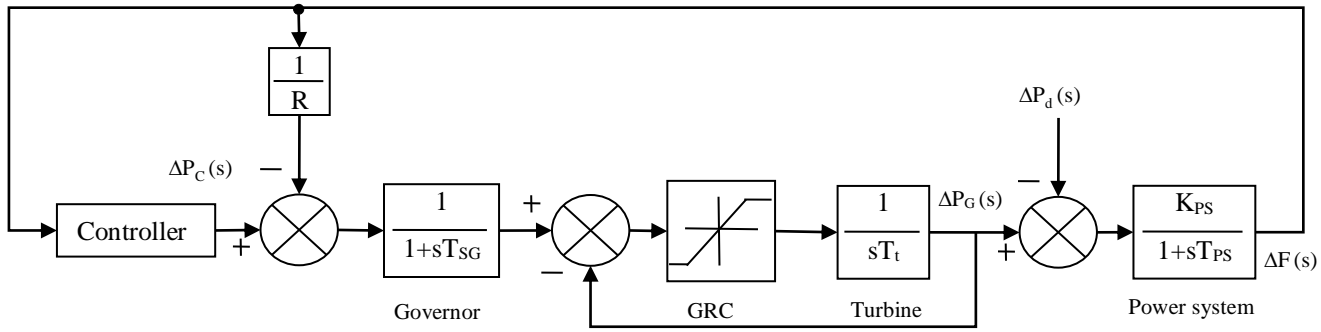 1
R
ΔP_d(s)
ΔP_C(s)
−
−
Controller
+
1
1+sT_SG
Governor
+
−
GRC
1
sT_t
Turbine
ΔP_G(s)
+
K_PS
1+sT_PS
Power system
ΔF(s)